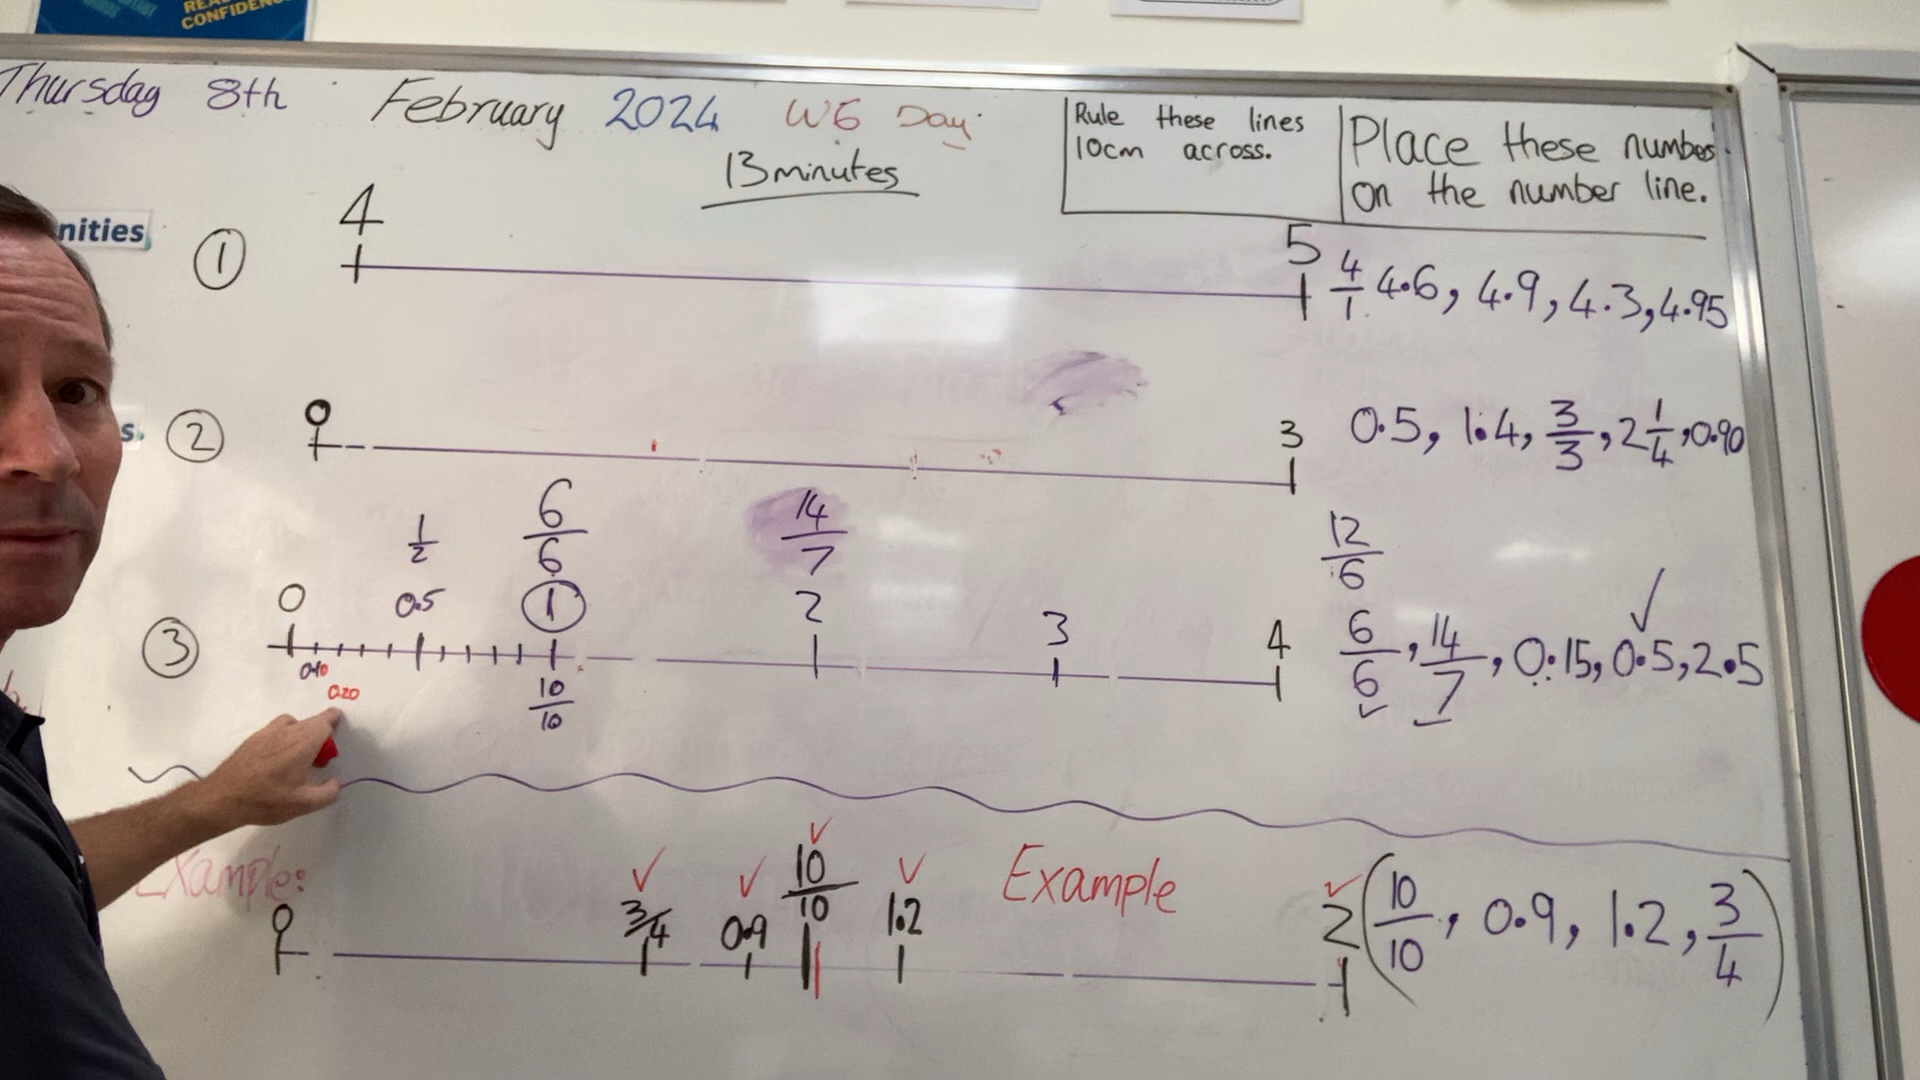 CONFIDEN
Thursday 8th February 2024 W6 Day
13 minutes
Rule these lines
10cm across.
Place these numbers
on the number line.
nities
1 4 5 4/1 4.6, 4.9, 4.3, 4.95
s.
2 0 3 0.5, 1.4, 3/3, 2 1/4, 0.90
1/2 6/6 14/7 12/6
3 0 0.5 1 2 3 4 6/6, 14/7, 0.15, 0.5, 2.5
0.10
0.20
10/10
Example:
0 3/4 0.9 10/10 1.2 Example 2 (10/10, 0.9, 1.2, 3/4)